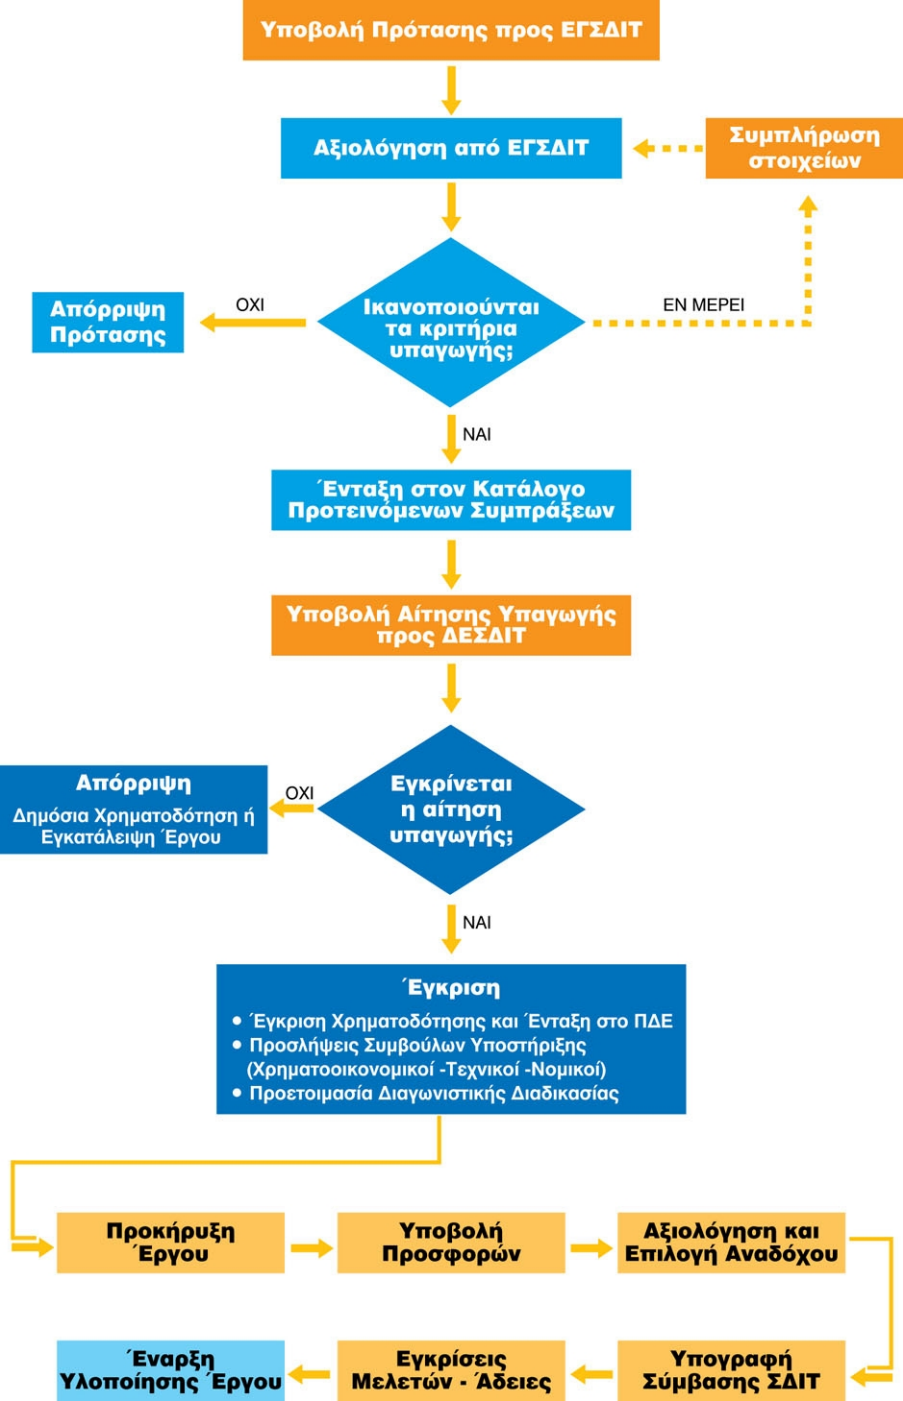 Υποβολή Πρότασης προς ΕΓΣΔΙΤ
Αξιολόγηση από ΕΓΣΔΙΤ
Συμπλήρωση
στοιχείων
Ικανοποιούνται
τα κριτήρια
υπαγωγής;
ΟΧΙ
Απόρριψη
Πρότασης
ΕΝ ΜΕΡΕΙ
ΝΑΙ
Ένταξη στον Κατάλογο
Προτεινόμενων Συμπράξεων
Υποβολή Αίτησης Υπαγωγής
προς ΔΕΣΔΙΤ
Εγκρίνεται
η αίτηση
υπαγωγής;
ΟΧΙ
Απόρριψη
Δημόσια Χρηματοδότηση ή
Εγκατάλειψη Έργου
ΝΑΙ
Έγκριση
• Έγκριση Χρηματοδότησης και Ένταξη στο ΠΔΕ
• Προσλήψεις Συμβούλων Υποστήριξης
(Χρηματοοικονομικοί -Τεχνικοί -Νομικοί)
• Προετοιμασία Διαγωνιστικής Διαδικασίας
Προκήρυξη
Έργου
Υποβολή
Προσφορών
Αξιολόγηση και
Επιλογή Αναδόχου
Υπογραφή
Σύμβασης ΣΔΙΤ
Εγκρίσεις
Μελετών - Άδειες
Έναρξη
Υλοποίησης Έργου